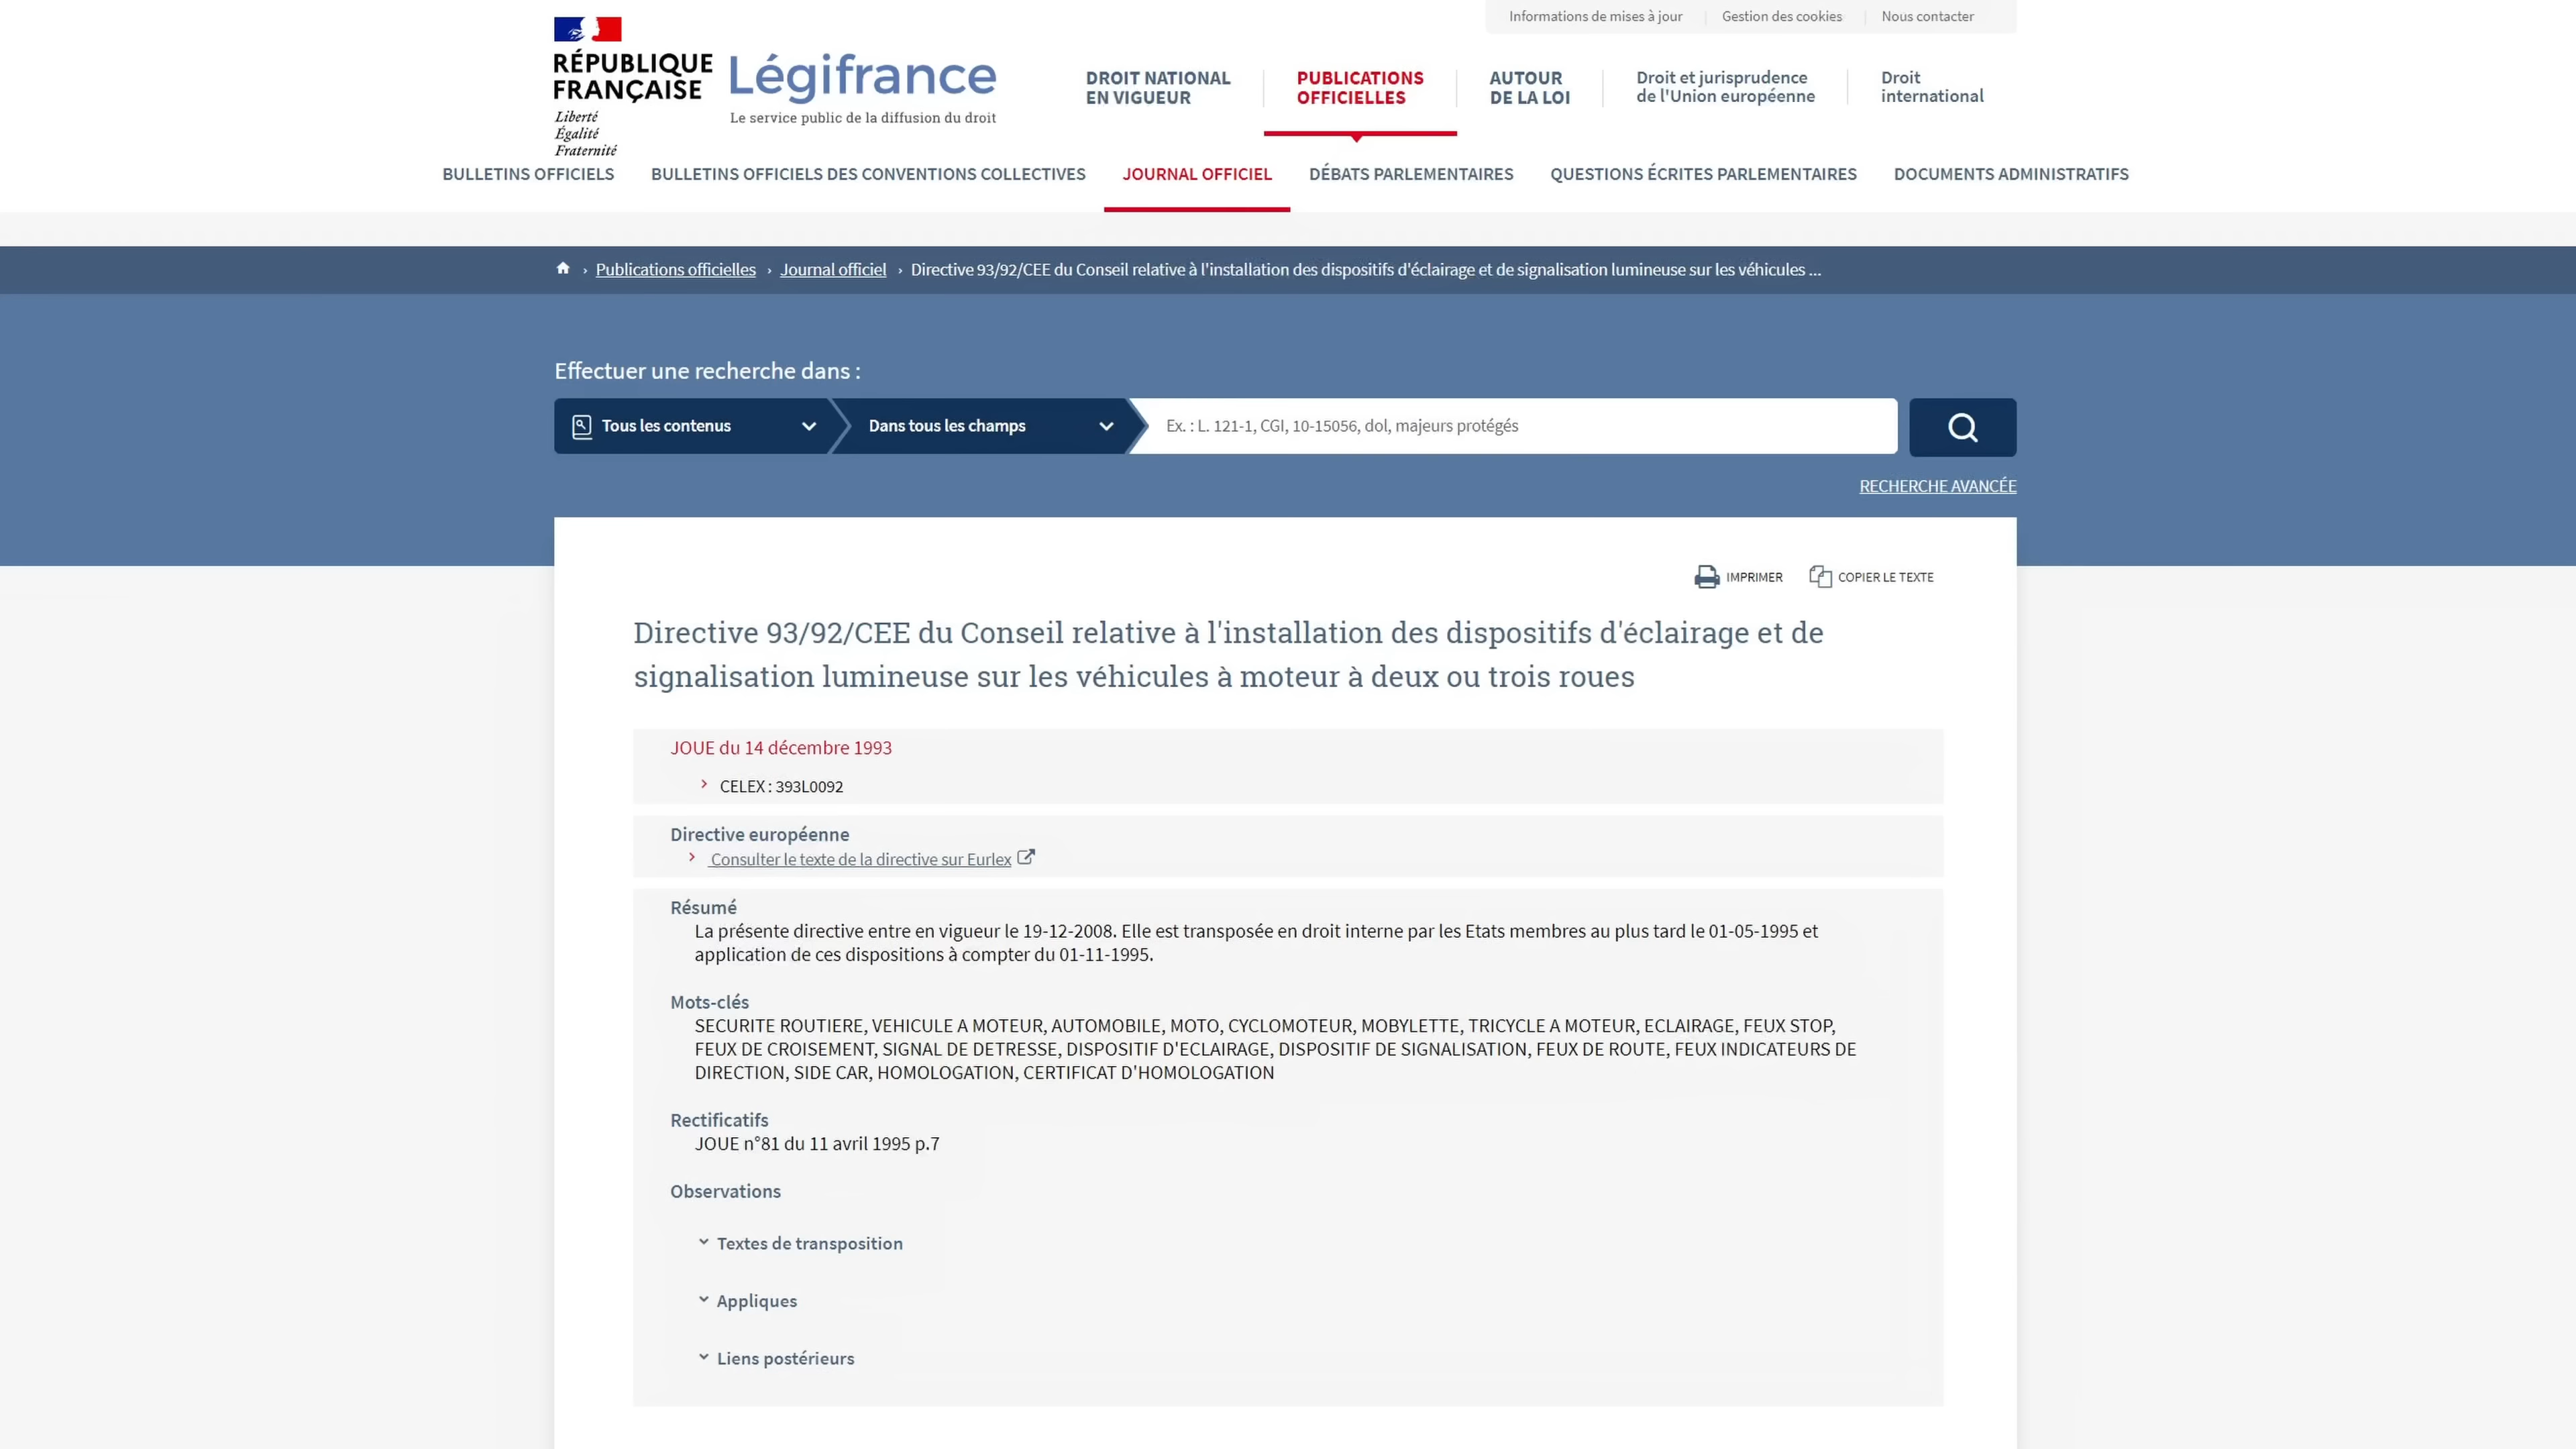 Informations de mises à jour
Gestion des cookies
Nous contacter
RÉPUBLIQUE
FRANÇAISE
Liberté
Égalité
Fraternité
Légifrance
Le service public de la diffusion du droit
DROIT NATIONAL
EN VIGUEUR
PUBLICATIONS
OFFICIELLES
AUTOUR
DE LA LOI
Droit et jurisprudence
de l'Union européenne
Droit
international
BULLETINS OFFICIELS
BULLETINS OFFICIELS DES CONVENTIONS COLLECTIVES
JOURNAL OFFICIEL
DÉBATS PARLEMENTAIRES
QUESTIONS ÉCRITES PARLEMENTAIRES
DOCUMENTS ADMINISTRATIFS
› Publications officielles › Journal officiel › Directive 93/92/CEE du Conseil relative à l'installation des dispositifs d'éclairage et de signalisation lumineuse sur les véhicules ...
Effectuer une recherche dans :
Tous les contenus
Dans tous les champs
Ex. : L. 121-1, CGI, 10-15056, dol, majeurs protégés
RECHERCHE AVANCÉE
IMPRIMER
COPIER LE TEXTE
Directive 93/92/CEE du Conseil relative à l'installation des dispositifs d'éclairage et de
signalisation lumineuse sur les véhicules à moteur à deux ou trois roues
JOUE du 14 décembre 1993
CELEX : 393L0092
Directive européenne
Consulter le texte de la directive sur Eurlex
Résumé
La présente directive entre en vigueur le 19-12-2008. Elle est transposée en droit interne par les Etats membres au plus tard le 01-05-1995 et
application de ces dispositions à compter du 01-11-1995.
Mots-clés
SECURITE ROUTIERE, VEHICULE A MOTEUR, AUTOMOBILE, MOTO, CYCLOMOTEUR, MOBYLETTE, TRICYCLE A MOTEUR, ECLAIRAGE, FEUX STOP,
FEUX DE CROISEMENT, SIGNAL DE DETRESSE, DISPOSITIF D'ECLAIRAGE, DISPOSITIF DE SIGNALISATION, FEUX DE ROUTE, FEUX INDICATEURS DE
DIRECTION, SIDE CAR, HOMOLOGATION, CERTIFICAT D'HOMOLOGATION
Rectificatifs
JOUE n°81 du 11 avril 1995 p.7
Observations
Textes de transposition
Appliques
Liens postérieurs